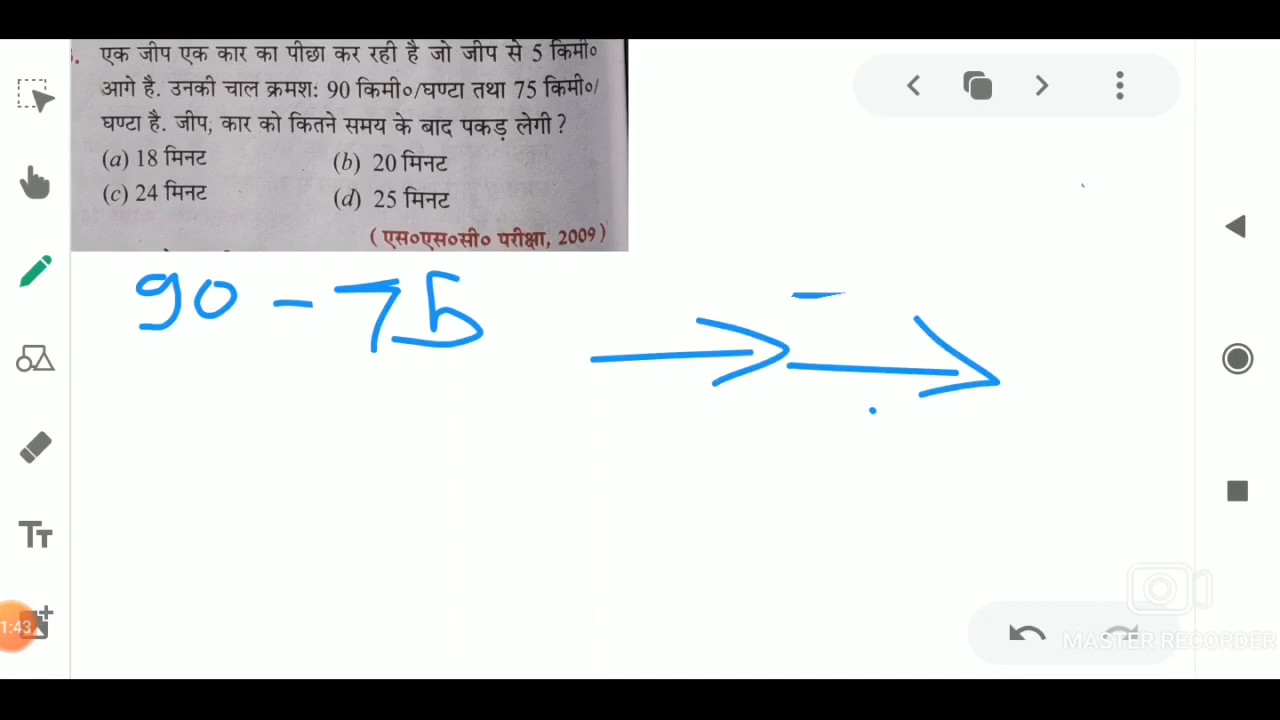 . एक जीप एक कार का पीछा कर रही है जो जीप से 5 किमी०
आगे है. उनकी चाल क्रमशः 90 किमी०/घण्टा तथा 75 किमी०/
घण्टा है. जीप, कार को कितने समय के बाद पकड़ लेगी ?
(a) 18 मिनट (b) 20 मिनट
(c) 24 मिनट (d) 25 मिनट
(एस०एस०सी० परीक्षा, 2009)
90 - 75
TT
1:43
MASTER RECORDER